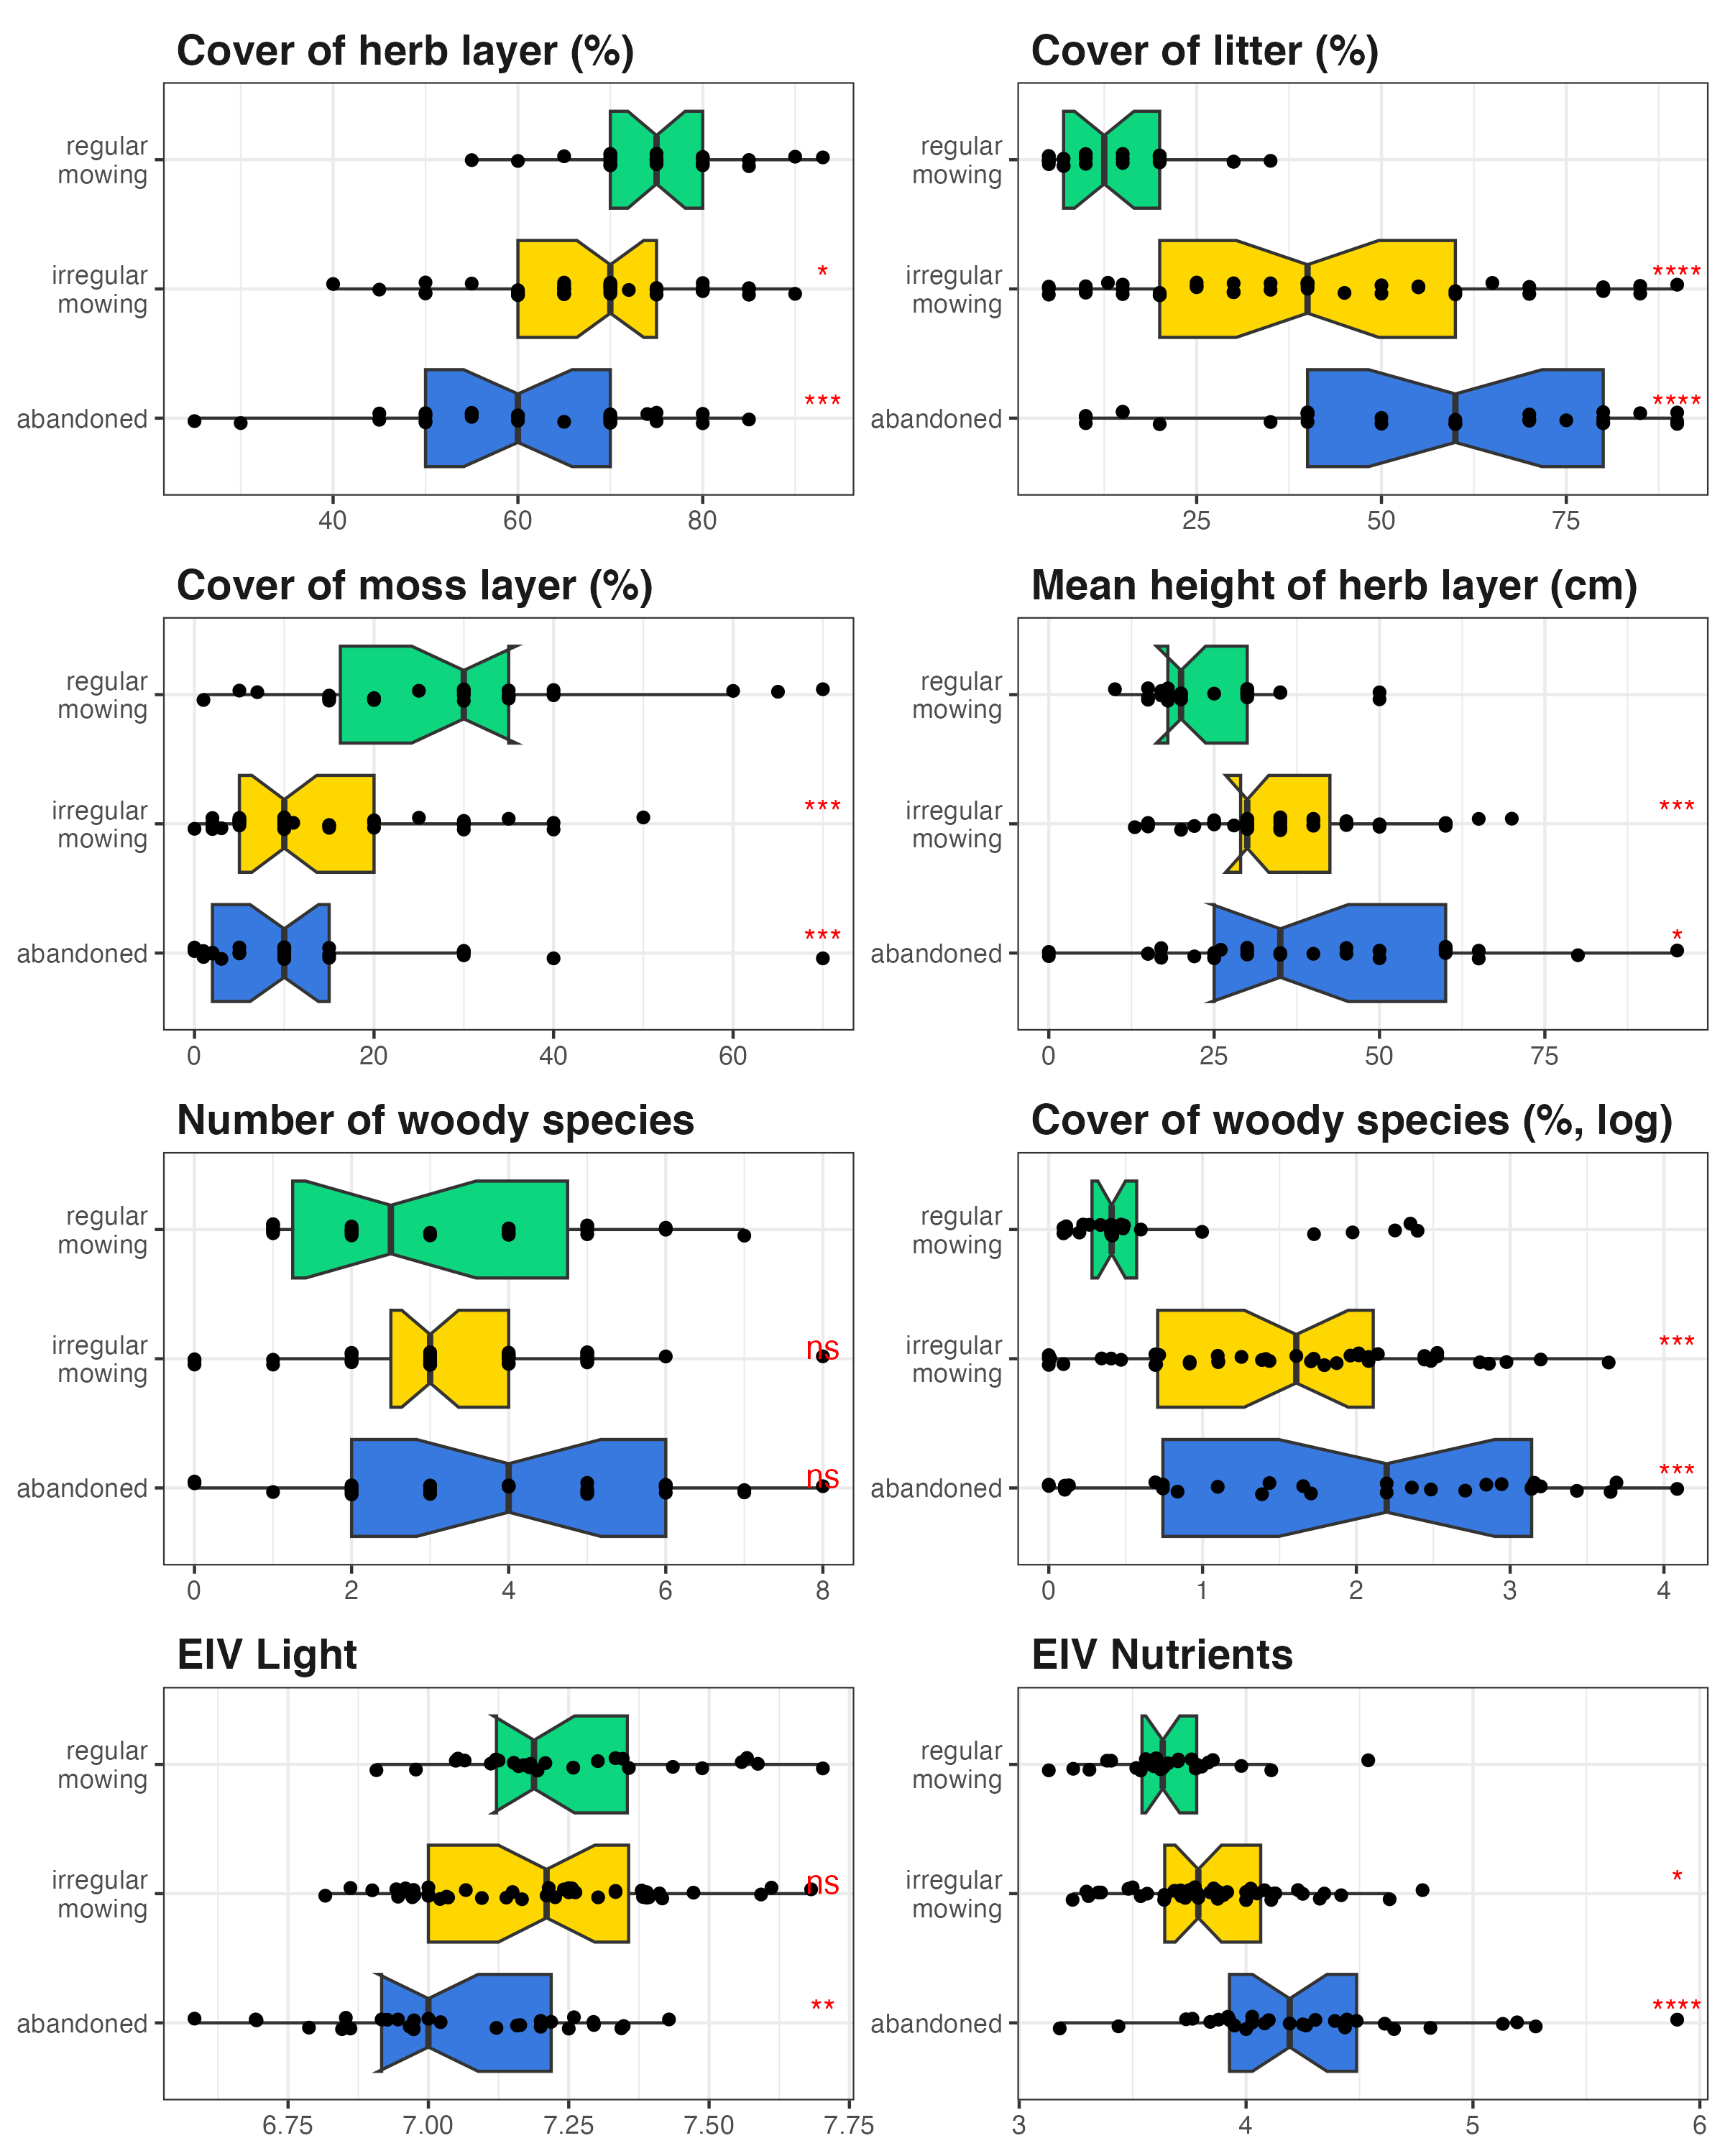 Cover of herb layer (%)
regular
mowing
irregular
mowing
*
abandoned
***
40 60 80
Cover of litter (%)
regular
mowing
irregular
mowing
****
abandoned
****
25 50 75
Cover of moss layer (%)
regular
mowing
irregular
mowing
***
abandoned
***
0 20 40 60
Mean height of herb layer (cm)
regular
mowing
irregular
mowing
***
abandoned
*
0 25 50 75
Number of woody species
regular
mowing
irregular
mowing
ns
abandoned
ns
0 2 4 6 8
Cover of woody species (%, log)
regular
mowing
irregular
mowing
***
abandoned
***
0 1 2 3 4
EIV Light
regular
mowing
irregular
mowing
ns
abandoned
**
6.75 7.00 7.25 7.50 7.75
EIV Nutrients
regular
mowing
irregular
mowing
*
abandoned
****
3 4 5 6